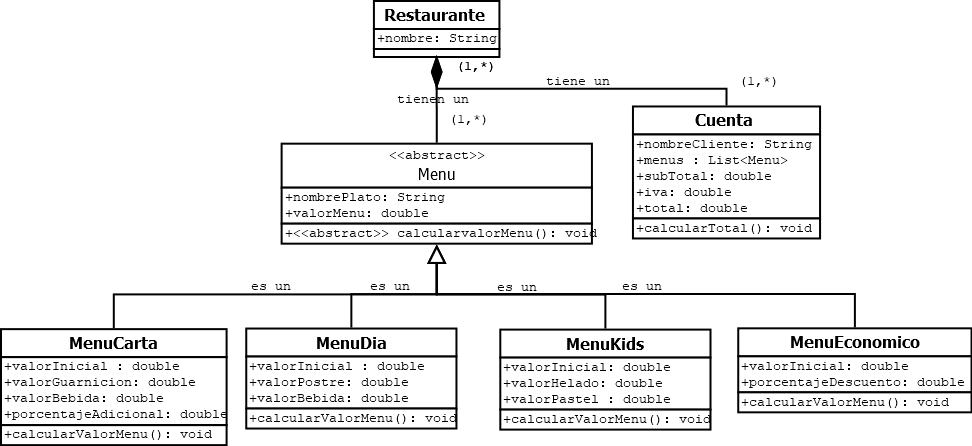 Restaurante
+nombre: String
(1,*)
tiene un
(1,*)
tienen un
(1,*)
Cuenta
+nombreCliente: String
+menus : List<Menu>
+subTotal: double
+iva: double
+total: double
+calcularTotal(): void
<<abstract>>
Menu
+nombrePlato: String
+valorMenu: double
+<<abstract>> calcularvalorMenu(): void
es un
es un
es un
es un
MenuCarta
+valorInicial : double
+valorGuarnicion: double
+valorBebida: double
+porcentajeAdicional: double
+calcularValorMenu(): void
MenuDia
+valorInicial : double
+valorPostre: double
+valorBebida: double
+calcularValorMenu(): void
MenuKids
+valorInicial: double
+valorHelado: double
+valorPastel : double
+calcularValorMenu(): void
MenuEconomico
+valorInicial: double
+porcentajeDescuento: double
+calcularValorMenu(): void